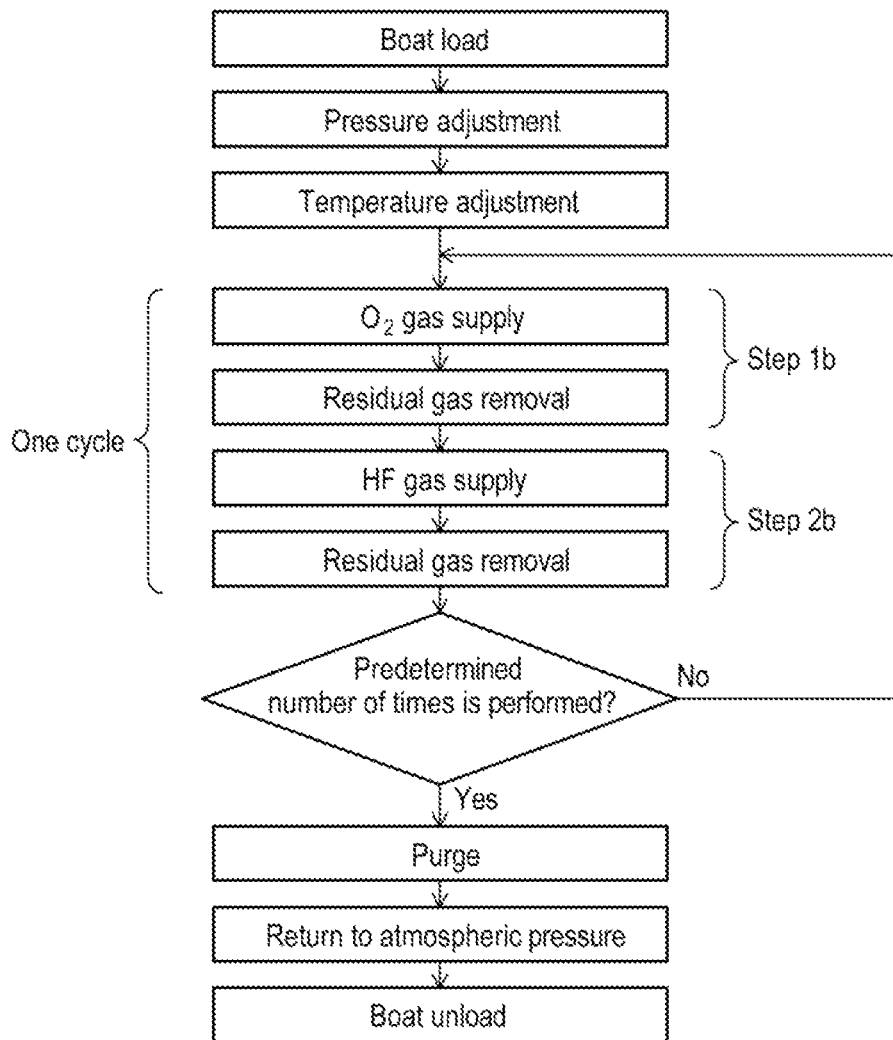 Boat load
Pressure adjustment
Temperature adjustment
O₂ gas supply
Step 1b
Residual gas removal
One cycle
HF gas supply
Step 2b
Residual gas removal
Predetermined
number of times is performed?
No
Yes
Purge
Return to atmospheric pressure
Boat unload